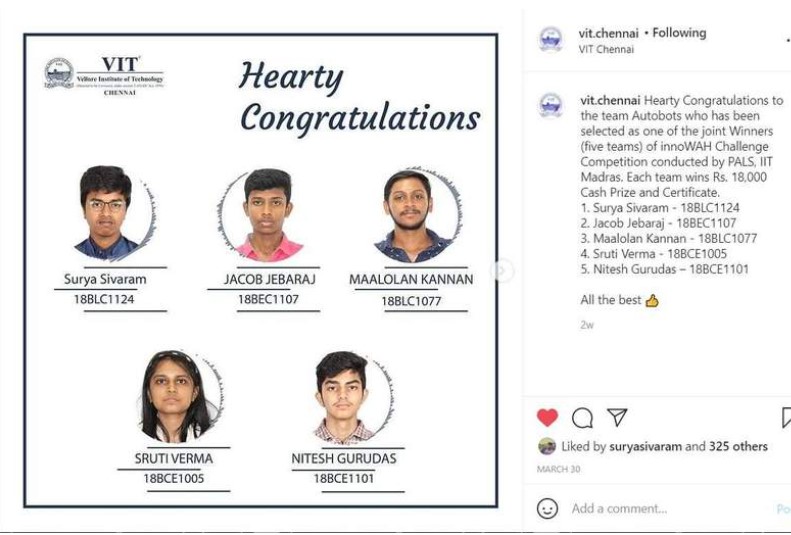 VIT
Vellore Institute of Technology
CHENNAI
Hearty
Congratulations
Surya Sivaram
18BLC1124
JACOB JEBARAJ
18BEC1107
MAALOLAN KANNAN
18BLC1077
SRUTI VERMA
18BCE1005
NITESH GURUDAS
18BCE1101
vit.chennai • Following
VIT Chennai
vit.chennai Hearty Congratulations to
the team Autobots who has been
selected as one of the joint Winners
(five teams) of innoWAH Challenge
Competition conducted by PALS, IIT
Madras. Each team wins Rs. 18,000
Cash Prize and Certificate.
1. Surya Sivaram - 18BLC1124
2. Jacob Jebaraj - 18BEC1107
3. Maalolan Kannan - 18BLC1077
4. Sruti Verma - 18BCE1005
5. Nitesh Gurudas – 18BCE1101
All the best 👍
2w
Liked by suryasivaram and 325 others
MARCH 30
Add a comment...